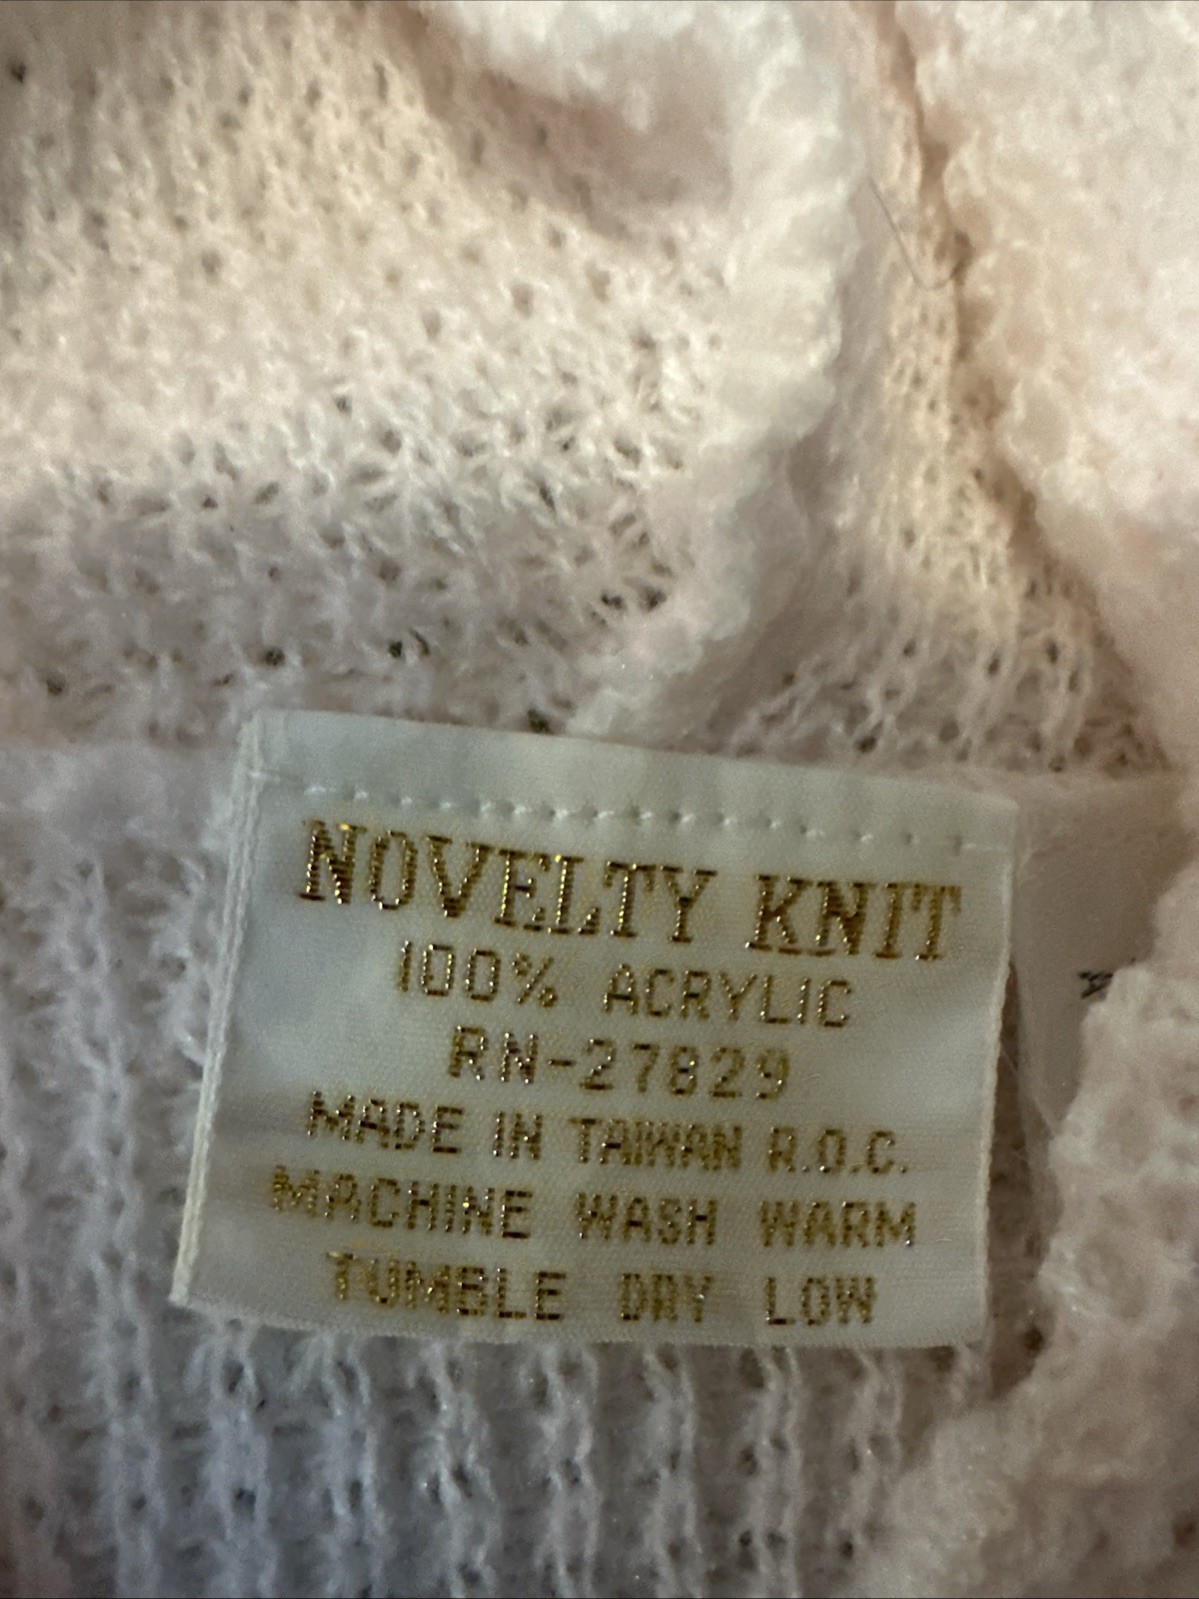 NOVELTY KNIT
100% ACRYLIC
RN-27829
MADE IN TAIWAN R.O.C.
MACHINE WASH WARM
TUMBLE DRY LOW